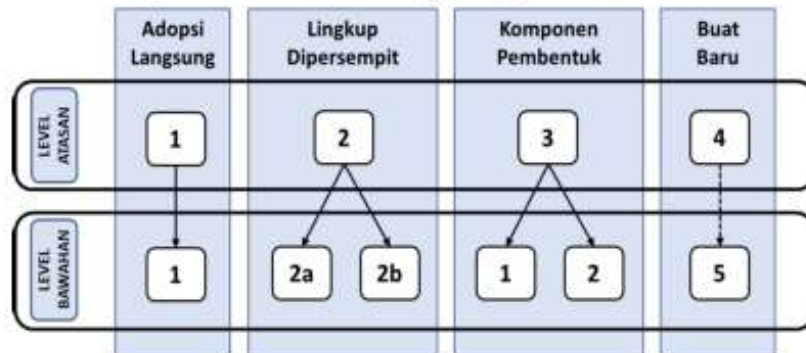 Adopsi
Langsung
Lingkup
Dipersempit
Komponen
Pembentuk
Buat
Baru
LEVEL
ATASAN
1
2
3
4
LEVEL
BAWAHAN
1
2a
2b
1
2
5